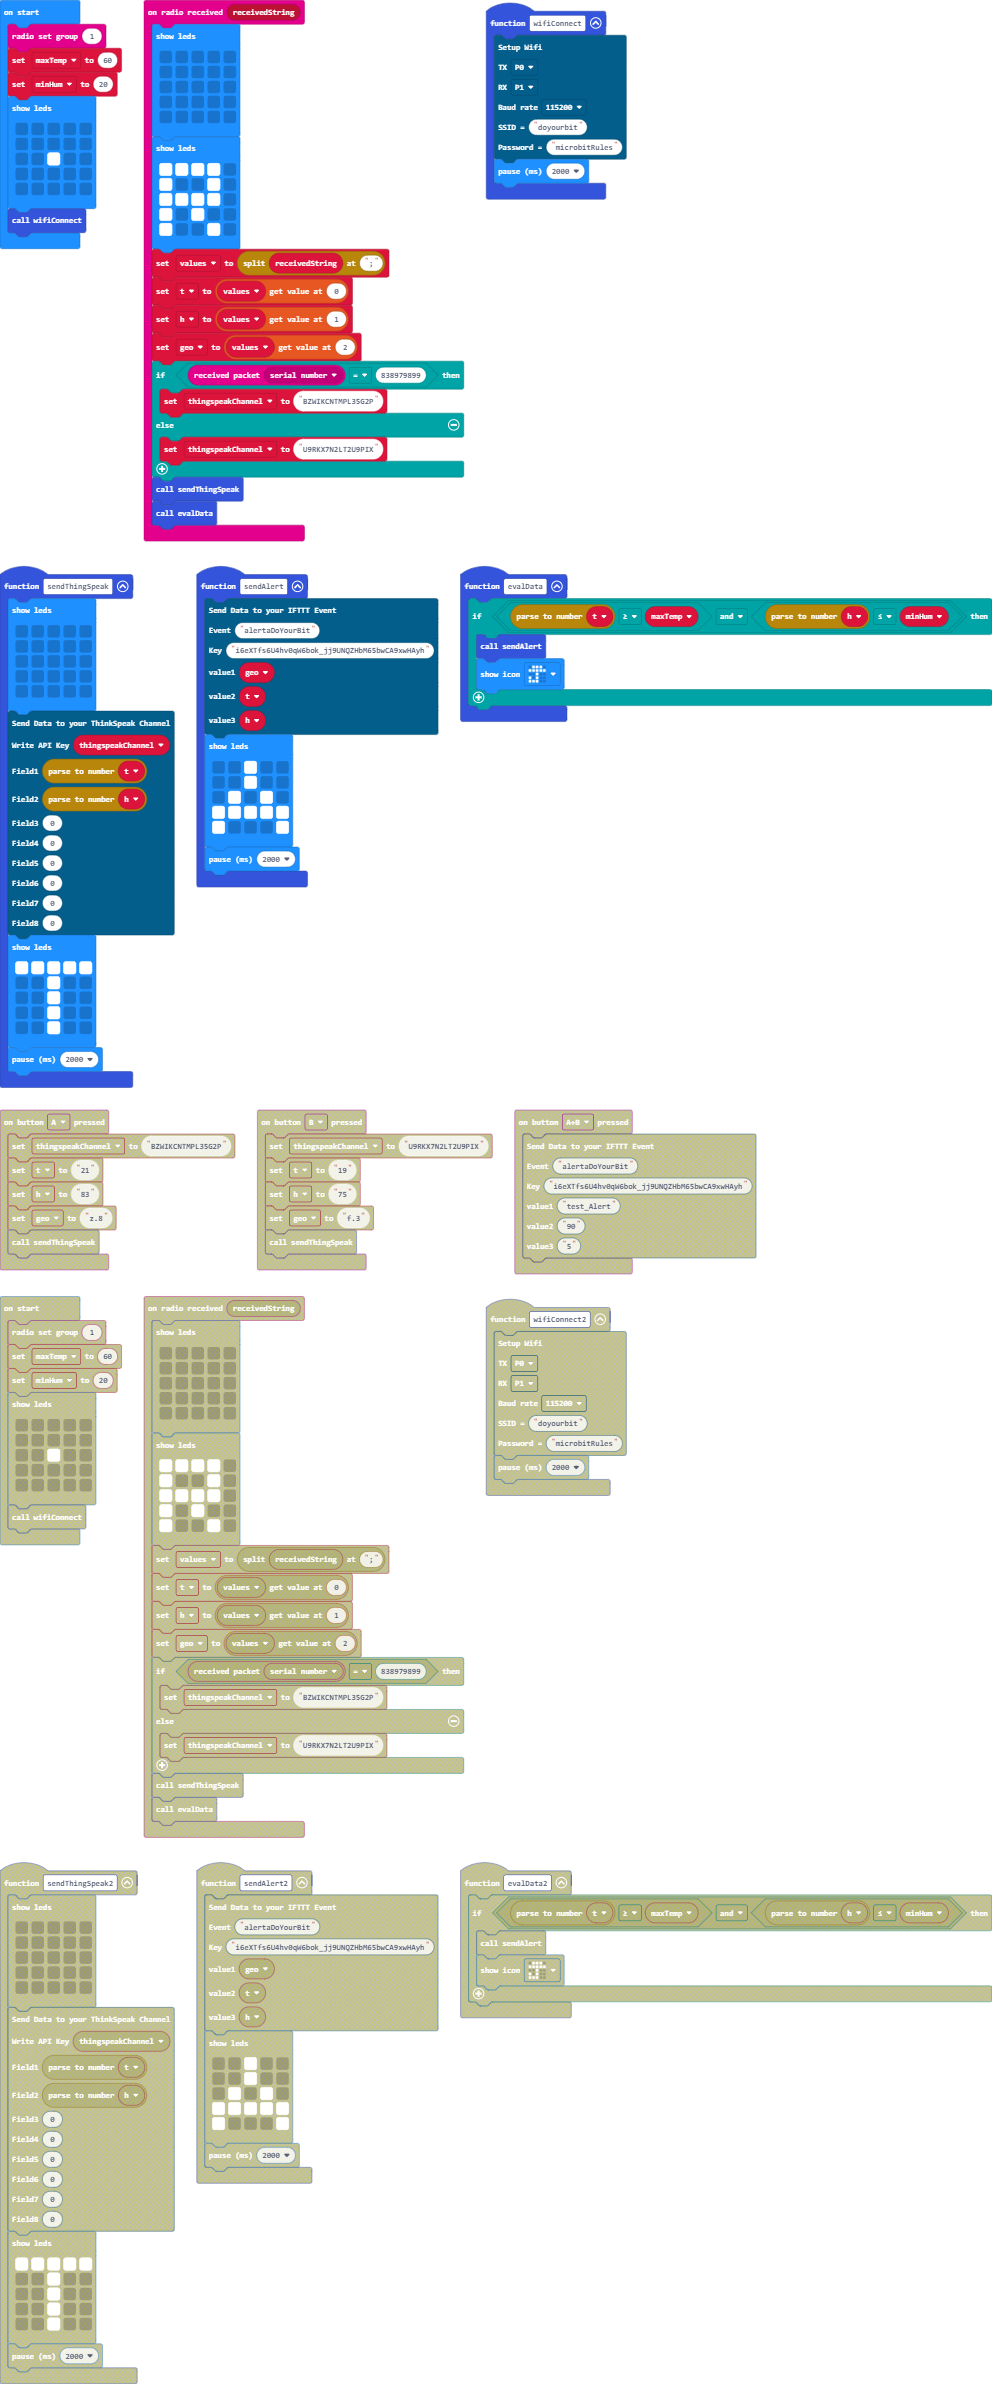 on start
radio set group 1
set maxTemp to 60
set minHum to 20
show leds
call wifiConnect
on radio received receivedString
show leds
show leds
set values to split receivedString at ";"
set t to values get value at 0
set h to values get value at 1
set geo to values get value at 2
if received packet serial number = 838979899 then
set thingspeakChannel to "BZWIKCNTMPL35G2P"
else
set thingspeakChannel to "U9RKX7N2LT2U9PIX"
call sendThingSpeak
call evalData
function wifiConnect
Setup Wifi
TX P0
RX P1
Baud rate 115200
SSID = "doyourbit"
Password = "microbitRules"
pause (ms) 2000
function sendThingSpeak
show leds
Send Data to your ThinkSpeak Channel
Write API Key thingspeakChannel
Field1 parse to number t
Field2 parse to number h
Field3 0
Field4 0
Field5 0
Field6 0
Field7 0
Field8 0
show leds
pause (ms) 2000
function sendAlert
Send Data to your IFTTT Event
Event "alertaDoYourBit"
Key "i6eXTfs6U4hv0qW6bok_jj9UNQZHbM65bwCA9xwHAyh"
value1 geo
value2 t
value3 h
show leds
pause (ms) 2000
function evalData
if parse to number t ≥ maxTemp and parse to number h ≤ minHum then
call sendAlert
show icon
on button A pressed
set thingspeakChannel to "BZWIKCNTMPL35G2P"
set t to "21"
set h to "83"
set geo to "z.8"
call sendThingSpeak
on button B pressed
set thingspeakChannel to "U9RKX7N2LT2U9PIX"
set t to "19"
set h to "75"
set geo to "f.3"
call sendThingSpeak
on button A+B pressed
Send Data to your IFTTT Event
Event "alertaDoYourBit"
Key "i6eXTfs6U4hv0qW6bok_jj9UNQZHbM65bwCA9xwHAyh"
value1 "test_Alert"
value2 "90"
value3 "5"
on start
radio set group 1
set maxTemp to 60
set minHum to 20
show leds
call wifiConnect
on radio received receivedString
show leds
show leds
set values to split receivedString at ";"
set t to values get value at 0
set h to values get value at 1
set geo to values get value at 2
if received packet serial number = 838979899 then
set thingspeakChannel to "BZWIKCNTMPL35G2P"
else
set thingspeakChannel to "U9RKX7N2LT2U9PIX"
call sendThingSpeak
call evalData
function wifiConnect2
Setup Wifi
TX P0
RX P1
Baud rate 115200
SSID = "doyourbit"
Password = "microbitRules"
pause (ms) 2000
function sendThingSpeak2
show leds
Send Data to your ThinkSpeak Channel
Write API Key thingspeakChannel
Field1 parse to number t
Field2 parse to number h
Field3 0
Field4 0
Field5 0
Field6 0
Field7 0
Field8 0
show leds
pause (ms) 2000
function sendAlert2
Send Data to your IFTTT Event
Event "alertaDoYourBit"
Key "i6eXTfs6U4hv0qW6bok_jj9UNQZHbM65bwCA9xwHAyh"
value1 geo
value2 t
value3 h
show leds
pause (ms) 2000
function evalData2
if parse to number t ≥ maxTemp and parse to number h ≤ minHum then
call sendAlert
show icon